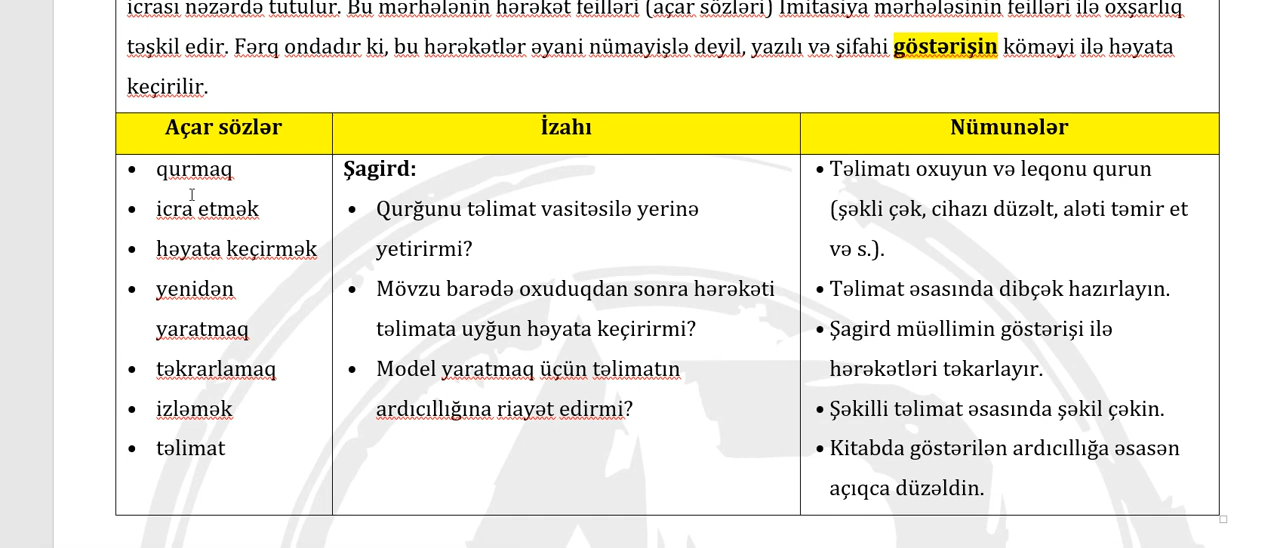 icrası nəzərdə tutulur. Bu mərhələnin hərəkət feilləri (açar sözləri) İmitasiya mərhələsinin feilləri ilə oxşarlıq
təşkil edir. Fərq ondadır ki, bu hərəkətlər əyani nümayişlə deyil, yazılı və şifahi göstərişin köməyi ilə həyata
keçirilir.
Açar sözlər
İzahı
Nümunələr
• qurmaq
• icra etmək
• həyata keçirmək
• yenidən
yaratmaq
• təkrarlamaq
• izləmək
• təlimat
Şagird:
• Qurğunu təlimat vasitəsilə yerinə
yetirirmi?
• Mövzu barədə oxuduqdan sonra hərəkəti
təlimata uyğun həyata keçirirmi?
• Model yaratmaq üçün təlimatın
ardıcıllığına riayət edirmi?
• Təlimatı oxuyun və leqonu qurun
(şəkli çək, cihazı düzəlt, aləti təmir et
və s.).
• Təlimat əsasında dibçək hazırlayın.
• Şagird müəllimin göstərişi ilə
hərəkətləri təkarlayır.
• Şəkilli təlimat əsasında şəkil çəkin.
• Kitabda göstərilən ardıcıllığa əsasən
açıqca düzəldin.